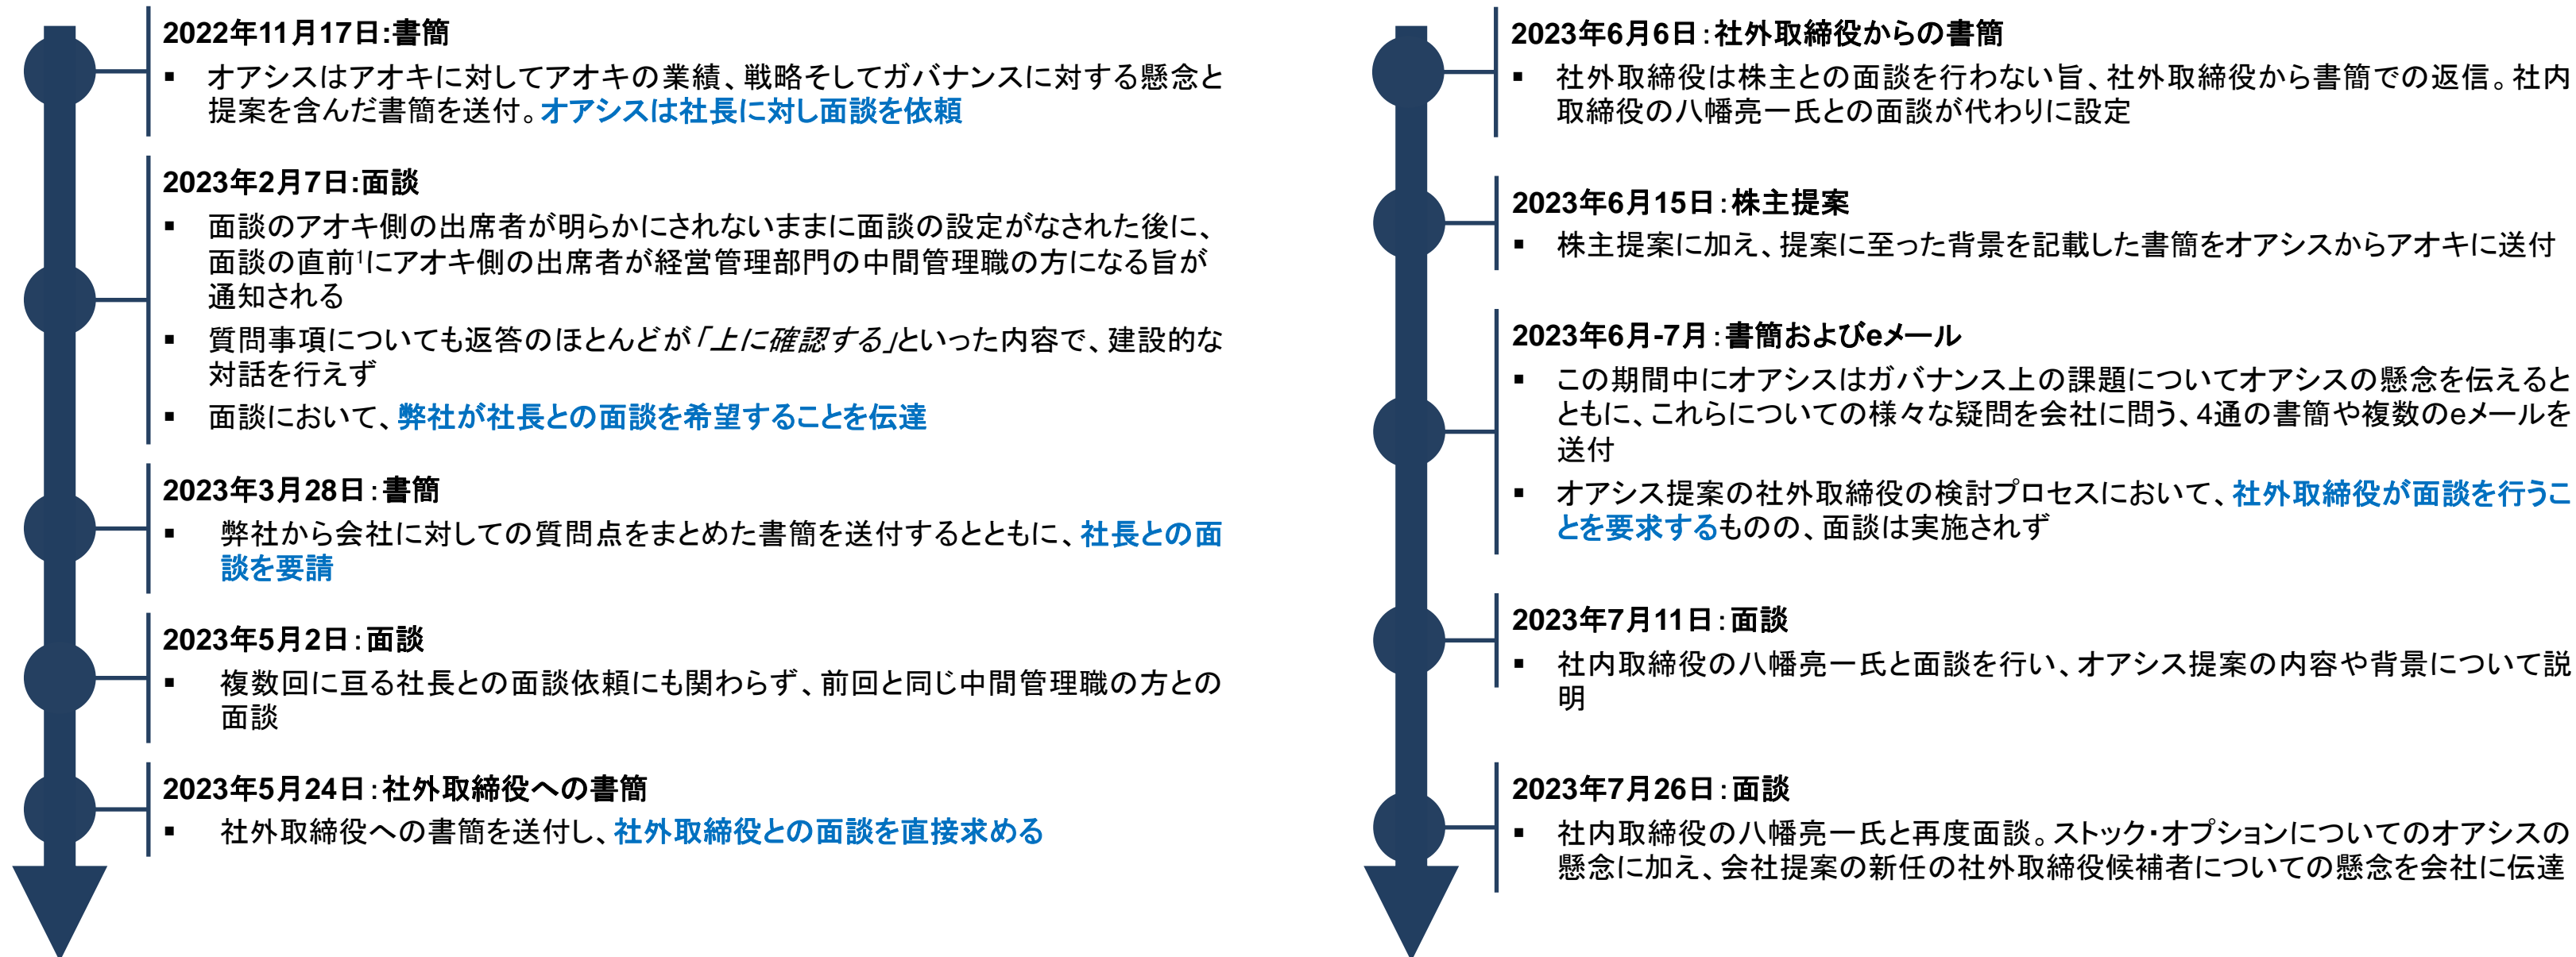 2022年11月17日:書簡
▪ オアシスはアオキに対してアオキの業績、戦略そしてガバナンスに対する懸念と
提案を含んだ書簡を送付。オアシスは社長に対し面談を依頼
2023年2月7日:面談
▪ 面談のアオキ側の出席者が明らかにされないままに面談の設定がなされた後に、
面談の直前1にアオキ側の出席者が経営管理部門の中間管理職の方になる旨が
通知される
▪ 質問事項についても返答のほとんどが「上に確認する」といった内容で、建設的な
対話を行えず
▪ 面談において、弊社が社長との面談を希望することを伝達
2023年3月28日：書簡
▪ 弊社から会社に対しての質問点をまとめた書簡を送付するとともに、社長との面
談を要請
2023年5月2日：面談
▪ 複数回に亘る社長との面談依頼にも関わらず、前回と同じ中間管理職の方との
面談
2023年5月24日：社外取締役への書簡
▪ 社外取締役への書簡を送付し、社外取締役との面談を直接求める
2023年6月6日：社外取締役からの書簡
▪ 社外取締役は株主との面談を行わない旨、社外取締役から書簡での返信。社内
取締役の八幡亮一氏との面談が代わりに設定
2023年6月15日：株主提案
▪ 株主提案に加え、提案に至った背景を記載した書簡をオアシスからアオキに送付
2023年6月-7月：書簡およびeメール
▪ この期間中にオアシスはガバナンス上の課題についてオアシスの懸念を伝えると
ともに、これらについての様々な疑問を会社に問う、4通の書簡や複数のeメールを
送付
▪ オアシス提案の社外取締役の検討プロセスにおいて、社外取締役が面談を行うこ
とを要求するものの、面談は実施されず
2023年7月11日：面談
▪ 社内取締役の八幡亮一氏と面談を行い、オアシス提案の内容や背景について説
明
2023年7月26日：面談
▪ 社内取締役の八幡亮一氏と再度面談。ストック・オプションについてのオアシスの
懸念に加え、会社提案の新任の社外取締役候補者についての懸念を会社に伝達